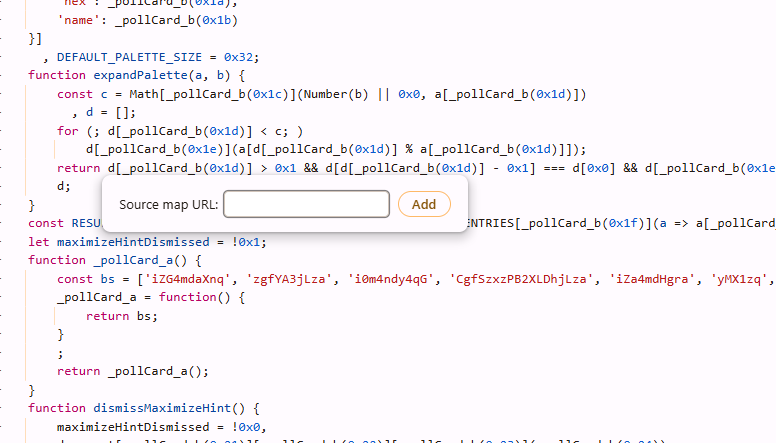 'hex': _pollCard_b(0x1a),
'name': _pollCard_b(0x1b)
}]
, DEFAULT_PALETTE_SIZE = 0x32;
function expandPalette(a, b) {
const c = Math[_pollCard_b(0x1c)](Number(b) || 0x0, a[_pollCard_b(0x1d)])
, d = [];
for (; d[_pollCard_b(0x1d)] < c; )
d[_pollCard_b(0x1e)](a[d[_pollCard_b(0x1d)] % a[_pollCard_b(0x1d)]]);
return d[_pollCard_b(0x1d)] > 0x1 && d[d[_pollCard_b(0x1d)] - 0x1] === d[0x0] && d[_pollCard_b(0x1e
d;
}
Source map URL: Add
const RESU ENTRIES[_pollCard_b(0x1f)](a => a[_pollCard_
let maximizeHintDismissed = !0x1;
function _pollCard_a() {
const bs = ['iZG4mdaXnq', 'zgfYA3jLza', 'i0m4ndy4qG', 'CgfSzxzPB2XLDhjLza', 'iZa4mdHgra', 'yMX1zq',
_pollCard_a = function() {
return bs;
}
;
return _pollCard_a();
}
function dismissMaximizeHint() {
maximizeHintDismissed = !0x0,